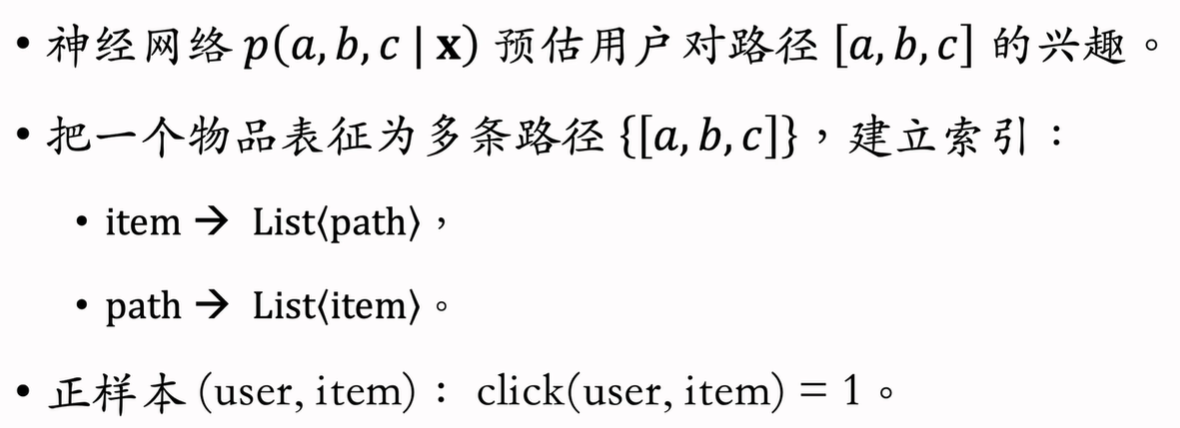 • 神经网络 p(a, b, c | x) 预估用户对路径 [a, b, c] 的兴趣。
• 把一个物品表征为多条路径 {[a, b, c]}，建立索引：
• item → List⟨path⟩，
• path → List⟨item⟩。
• 正样本 (user, item)： click(user, item) = 1。